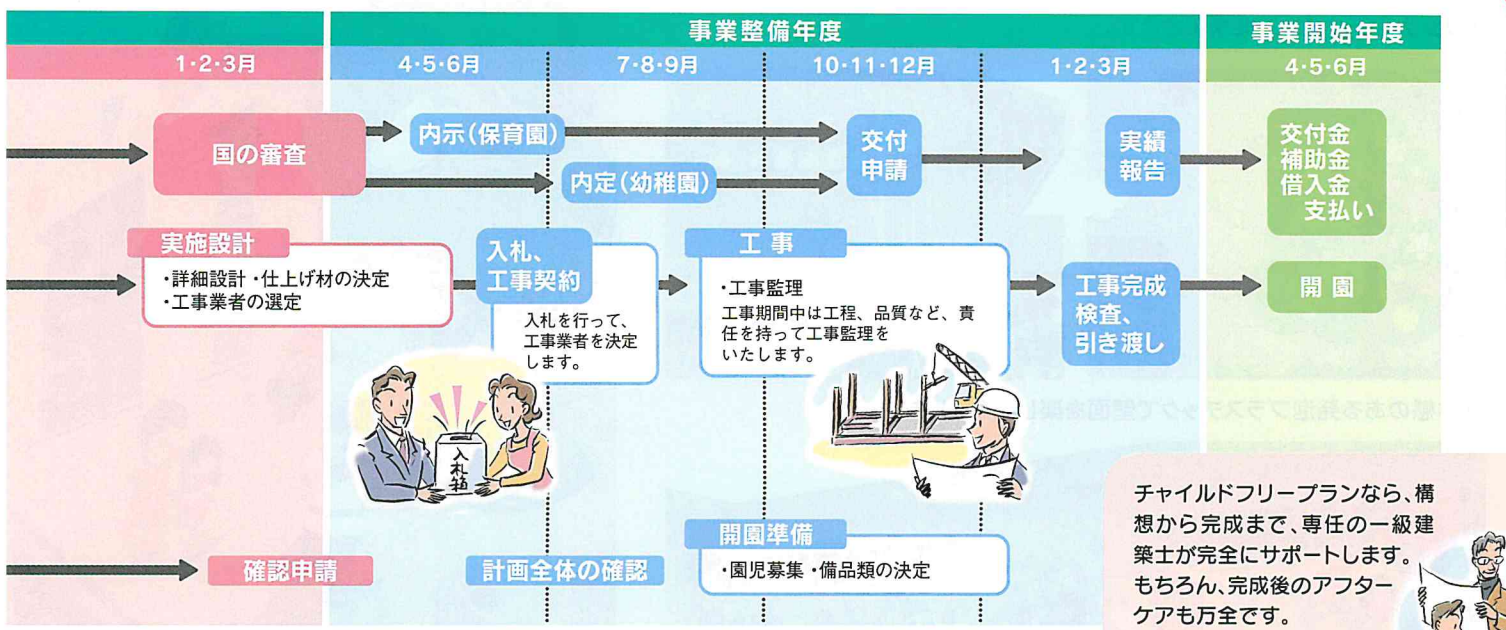 事業整備年度
事業開始年度
1・2・3月
4・5・6月
7・8・9月
10・11・12月
1・2・3月
4・5・6月
国の審査
内示(保育園)
内定(幼稚園)
交付
申請
実績
報告
交付金
補助金
借入金
支払い
実施設計
・詳細設計・仕上げ材の決定
・工事業者の選定
入札、
工事契約
入札を行って、
工事業者を決定
します。
工事
・工事監理
工事期間中は工程、品質など、責
任を持って工事監理を
いたします。
工事完成
検査、
引き渡し
開園
入札箱
確認申請
計画全体の確認
開園準備
・園児募集・備品類の決定
チャイルドフリープランなら、構
想から完成まで、専任の一級建
築士が完全にサポートします。
もちろん、完成後のアフター
ケアも万全です。